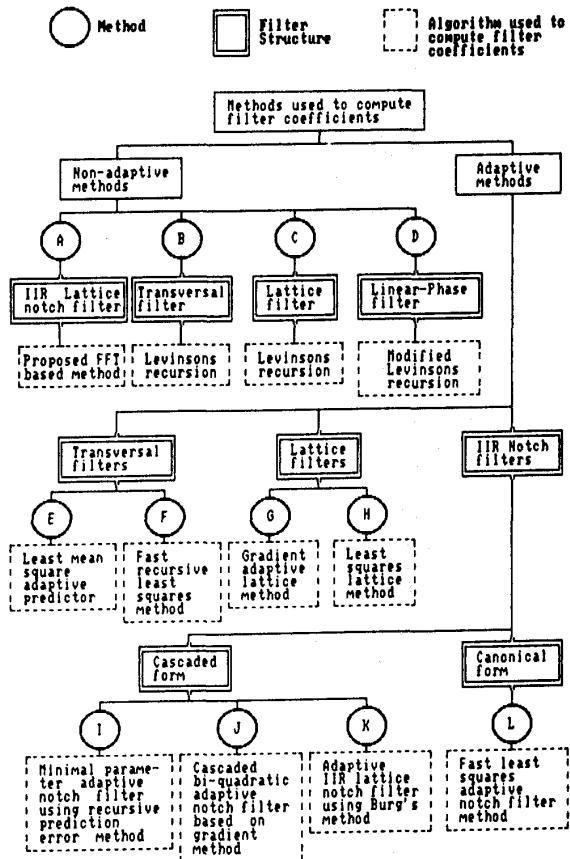 Method
Filter
Structure
Algorithm used to
compute filter
coefficients
Methods used to compute
filter coefficients
Non-adaptive
methods
Adaptive
methods
A
B
C
D
IIR Lattice
notch filter
Transversal
filter
Lattice
filter
Linear-Phase
filter
Proposed FFT
based method
Levinsons
recursion
Levinsons
recursion
Modified
Levinsons
recursion
Transversal
filters
Lattice
filters
IIR Notch
filters
E
F
G
H
Least mean
square
adaptive
predictor
Fast
recursive
least
squares
method
Gradient
adaptive
lattice
method
Least
squares
lattice
method
Cascaded
form
Canonical
form
I
J
K
L
Minimal parame-
ter adaptive
notch filter
using recursive
prediction
error method
Cascaded
bi-quadratic
adaptive
notch filter
based on
gradient
method
Adaptive
IIR lattice
notch filter
using Burg's
method
Fast least
squares
adaptive
notch filter
method